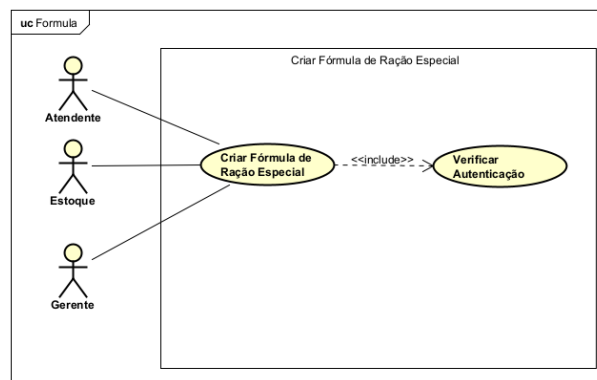 uc Formula
Criar Fórmula de Ração Especial
Atendente
Criar Fórmula de
Ração Especial
<<include>>
Verificar
Autenticação
Estoque
Gerente